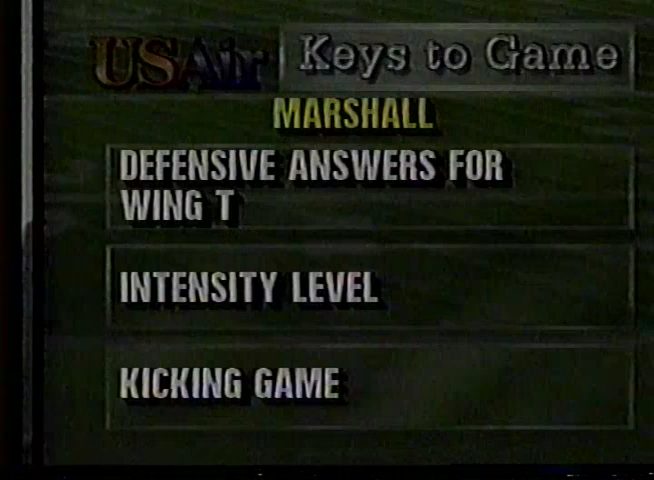 USAir Keys to Game
MARSHALL
DEFENSIVE ANSWERS FOR
WING T
INTENSITY LEVEL
KICKING GAME